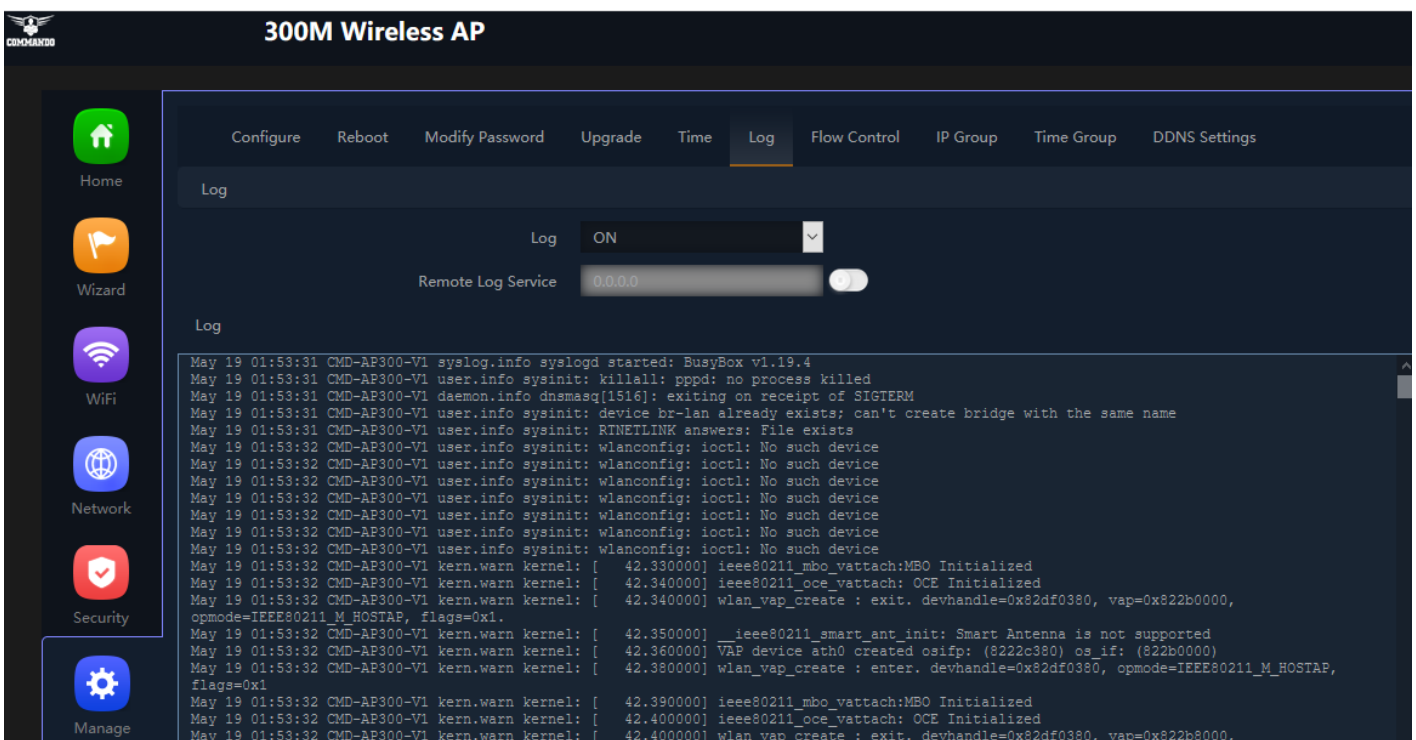 COMMANDO
300M Wireless AP
Configure Reboot Modify Password Upgrade Time Log Flow Control IP Group Time Group DDNS Settings
Home
Log
Log ON
Wizard
Remote Log Service 0.0.0.0
Log
WiFi
Network
Security
Manage
May 19 01:53:31 CMD-AP300-V1 syslog.info syslogd started: BusyBox v1.19.4
May 19 01:53:31 CMD-AP300-V1 user.info sysinit: killall: pppd: no process killed
May 19 01:53:31 CMD-AP300-V1 daemon.info dnsmasq[1516]: exiting on receipt of SIGTERM
May 19 01:53:31 CMD-AP300-V1 user.info sysinit: device br-lan already exists; can't create bridge with the same name
May 19 01:53:31 CMD-AP300-V1 user.info sysinit: RTNETLINK answers: File exists
May 19 01:53:32 CMD-AP300-V1 user.info sysinit: wlanconfig: ioctl: No such device
May 19 01:53:32 CMD-AP300-V1 user.info sysinit: wlanconfig: ioctl: No such device
May 19 01:53:32 CMD-AP300-V1 user.info sysinit: wlanconfig: ioctl: No such device
May 19 01:53:32 CMD-AP300-V1 user.info sysinit: wlanconfig: ioctl: No such device
May 19 01:53:32 CMD-AP300-V1 user.info sysinit: wlanconfig: ioctl: No such device
May 19 01:53:32 CMD-AP300-V1 user.info sysinit: wlanconfig: ioctl: No such device
May 19 01:53:32 CMD-AP300-V1 user.info sysinit: wlanconfig: ioctl: No such device
May 19 01:53:32 CMD-AP300-V1 kern.warn kernel: [ 42.330000] ieee80211_mbo_vattach:MBO Initialized
May 19 01:53:32 CMD-AP300-V1 kern.warn kernel: [ 42.340000] ieee80211_oce_vattach: OCE Initialized
May 19 01:53:32 CMD-AP300-V1 kern.warn kernel: [ 42.340000] wlan_vap_create : exit. devhandle=0x82df0380, vap=0x822b0000,
opmode=IEEE80211_M_HOSTAP, flags=0x1.
May 19 01:53:32 CMD-AP300-V1 kern.warn kernel: [ 42.350000] __ieee80211_smart_ant_init: Smart Antenna is not supported
May 19 01:53:32 CMD-AP300-V1 kern.warn kernel: [ 42.360000] VAP device ath0 created osifp: (8222c380) os_if: (822b0000)
May 19 01:53:32 CMD-AP300-V1 kern.warn kernel: [ 42.380000] wlan_vap_create : enter. devhandle=0x82df0380, opmode=IEEE80211_M_HOSTAP,
flags=0x1
May 19 01:53:32 CMD-AP300-V1 kern.warn kernel: [ 42.390000] ieee80211_mbo_vattach:MBO Initialized
May 19 01:53:32 CMD-AP300-V1 kern.warn kernel: [ 42.400000] ieee80211_oce_vattach: OCE Initialized
May 19 01:53:32 CMD-AP300-V1 kern.warn kernel: [ 42.400000] wlan_vap_create : exit. devhandle=0x82df0380, vap=0x822b8000,